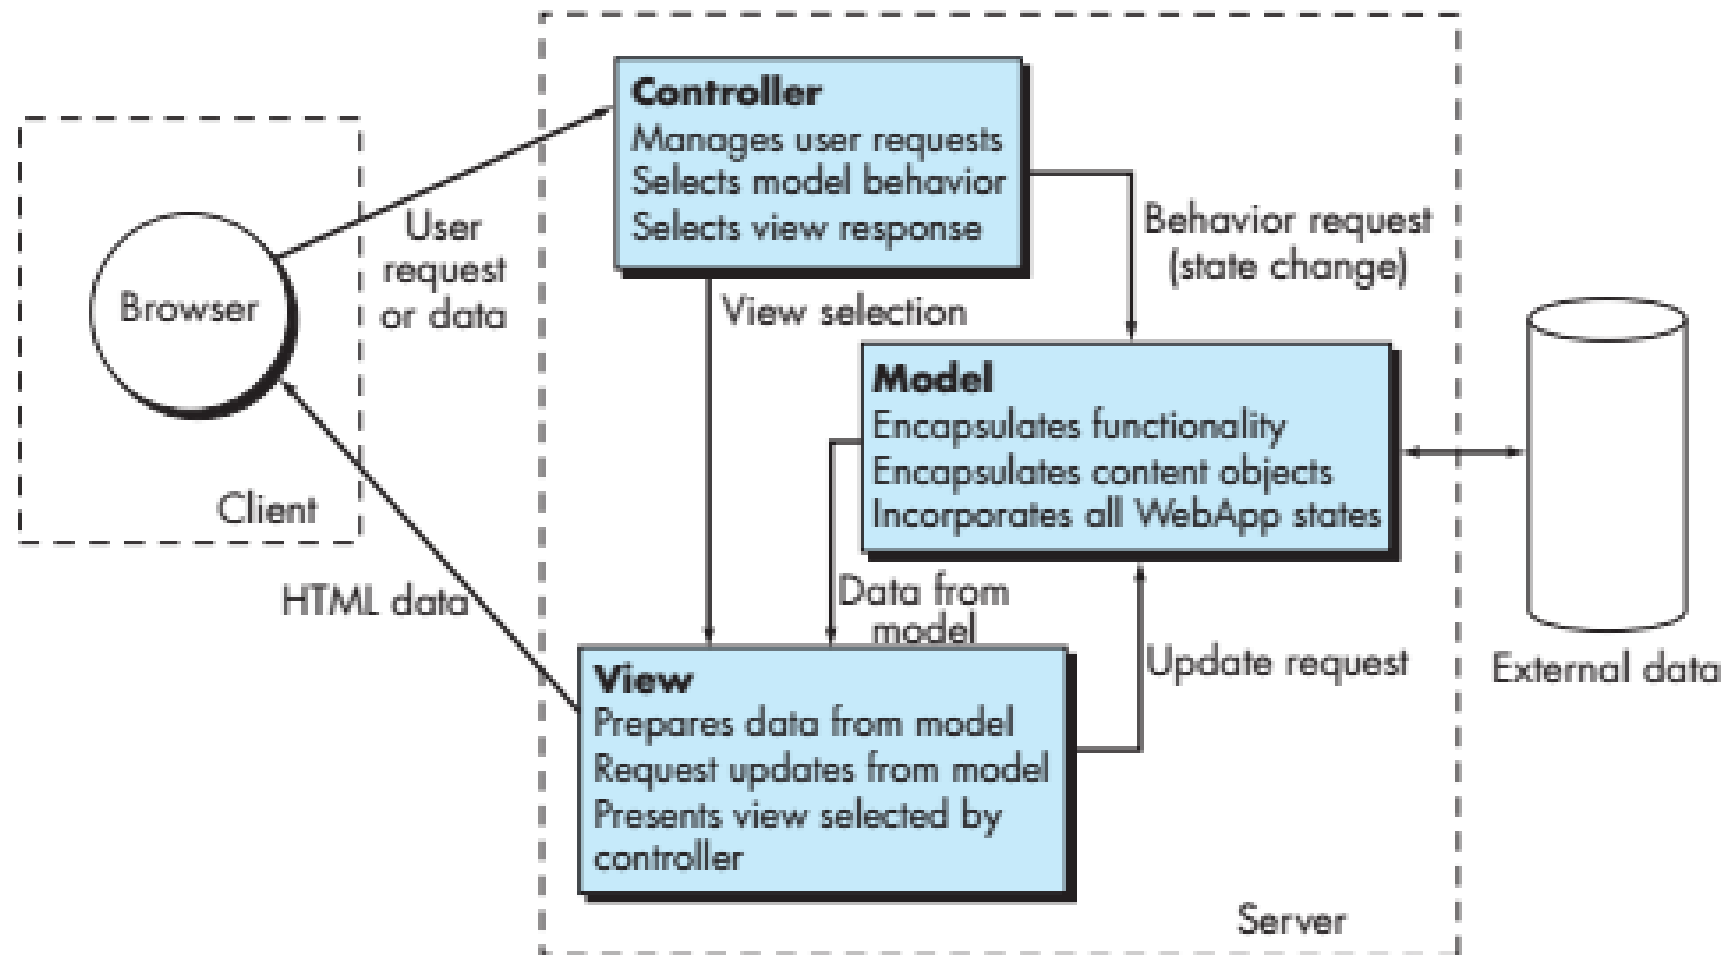 Controller
Manages user requests
Selects model behavior
Selects view response
User
request
or data
Browser
Behavior request
(state change)
View selection
Model
Encapsulates functionality
Encapsulates content objects
Incorporates all WebApp states
Client
HTML data
Data from
model
Update request
External data
View
Prepares data from model
Request updates from model
Presents view selected by
controller
Server